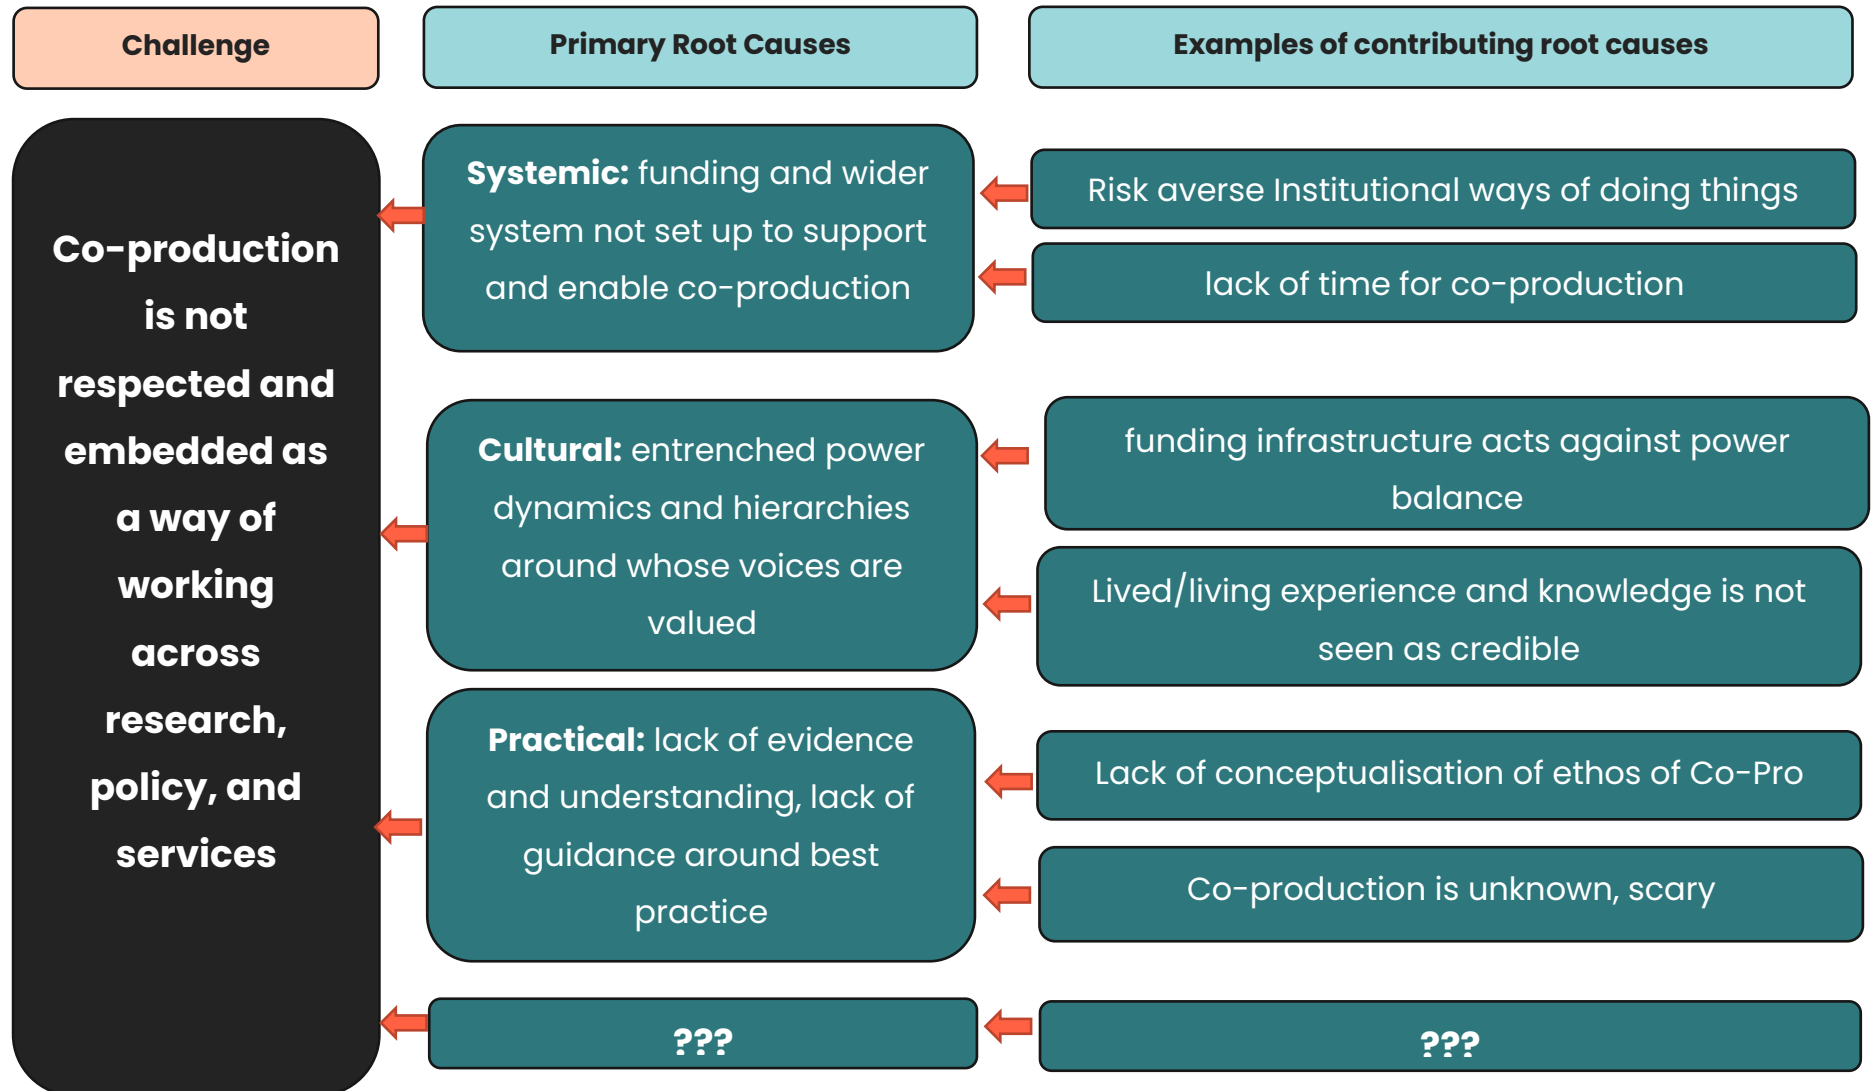 Challenge
Primary Root Causes
Examples of contributing root causes
Co-production
is not
respected and
embedded as
a way of
working
across
research,
policy, and
services
Systemic: funding and wider
system not set up to support
and enable co-production
Risk averse Institutional ways of doing things
lack of time for co-production
Cultural: entrenched power
dynamics and hierarchies
around whose voices are
valued
funding infrastructure acts against power
balance
Lived/living experience and knowledge is not
seen as credible
Practical: lack of evidence
and understanding, lack of
guidance around best
practice
Lack of conceptualisation of ethos of Co-Pro
Co-production is unknown, scary
???
???